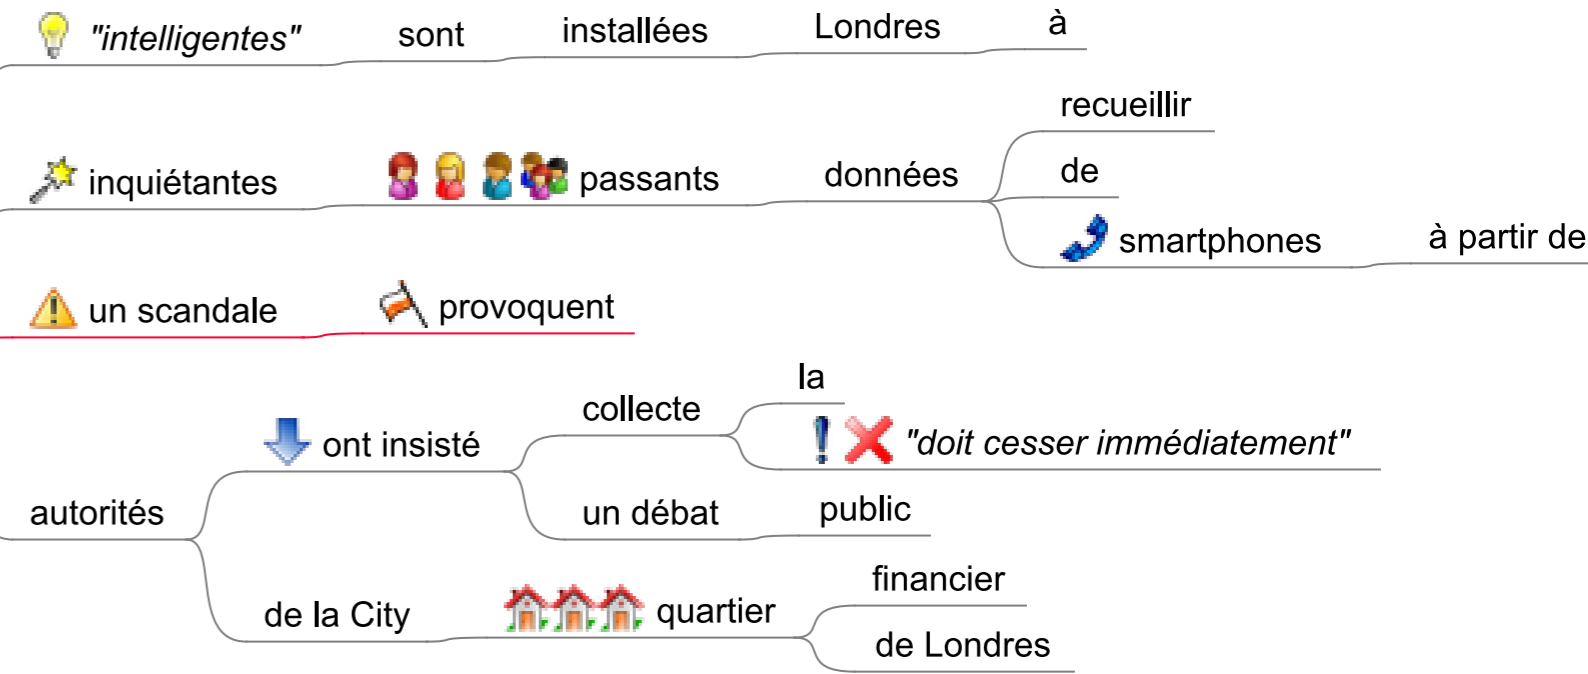 "intelligentes" sont installées Londres à
recueillir
inquiétantes passants données de
smartphones à partir de
un scandale provoquent
la
collecte
ont insisté "doit cesser immédiatement"
autorités un débat public
financier
de la City quartier
de Londres